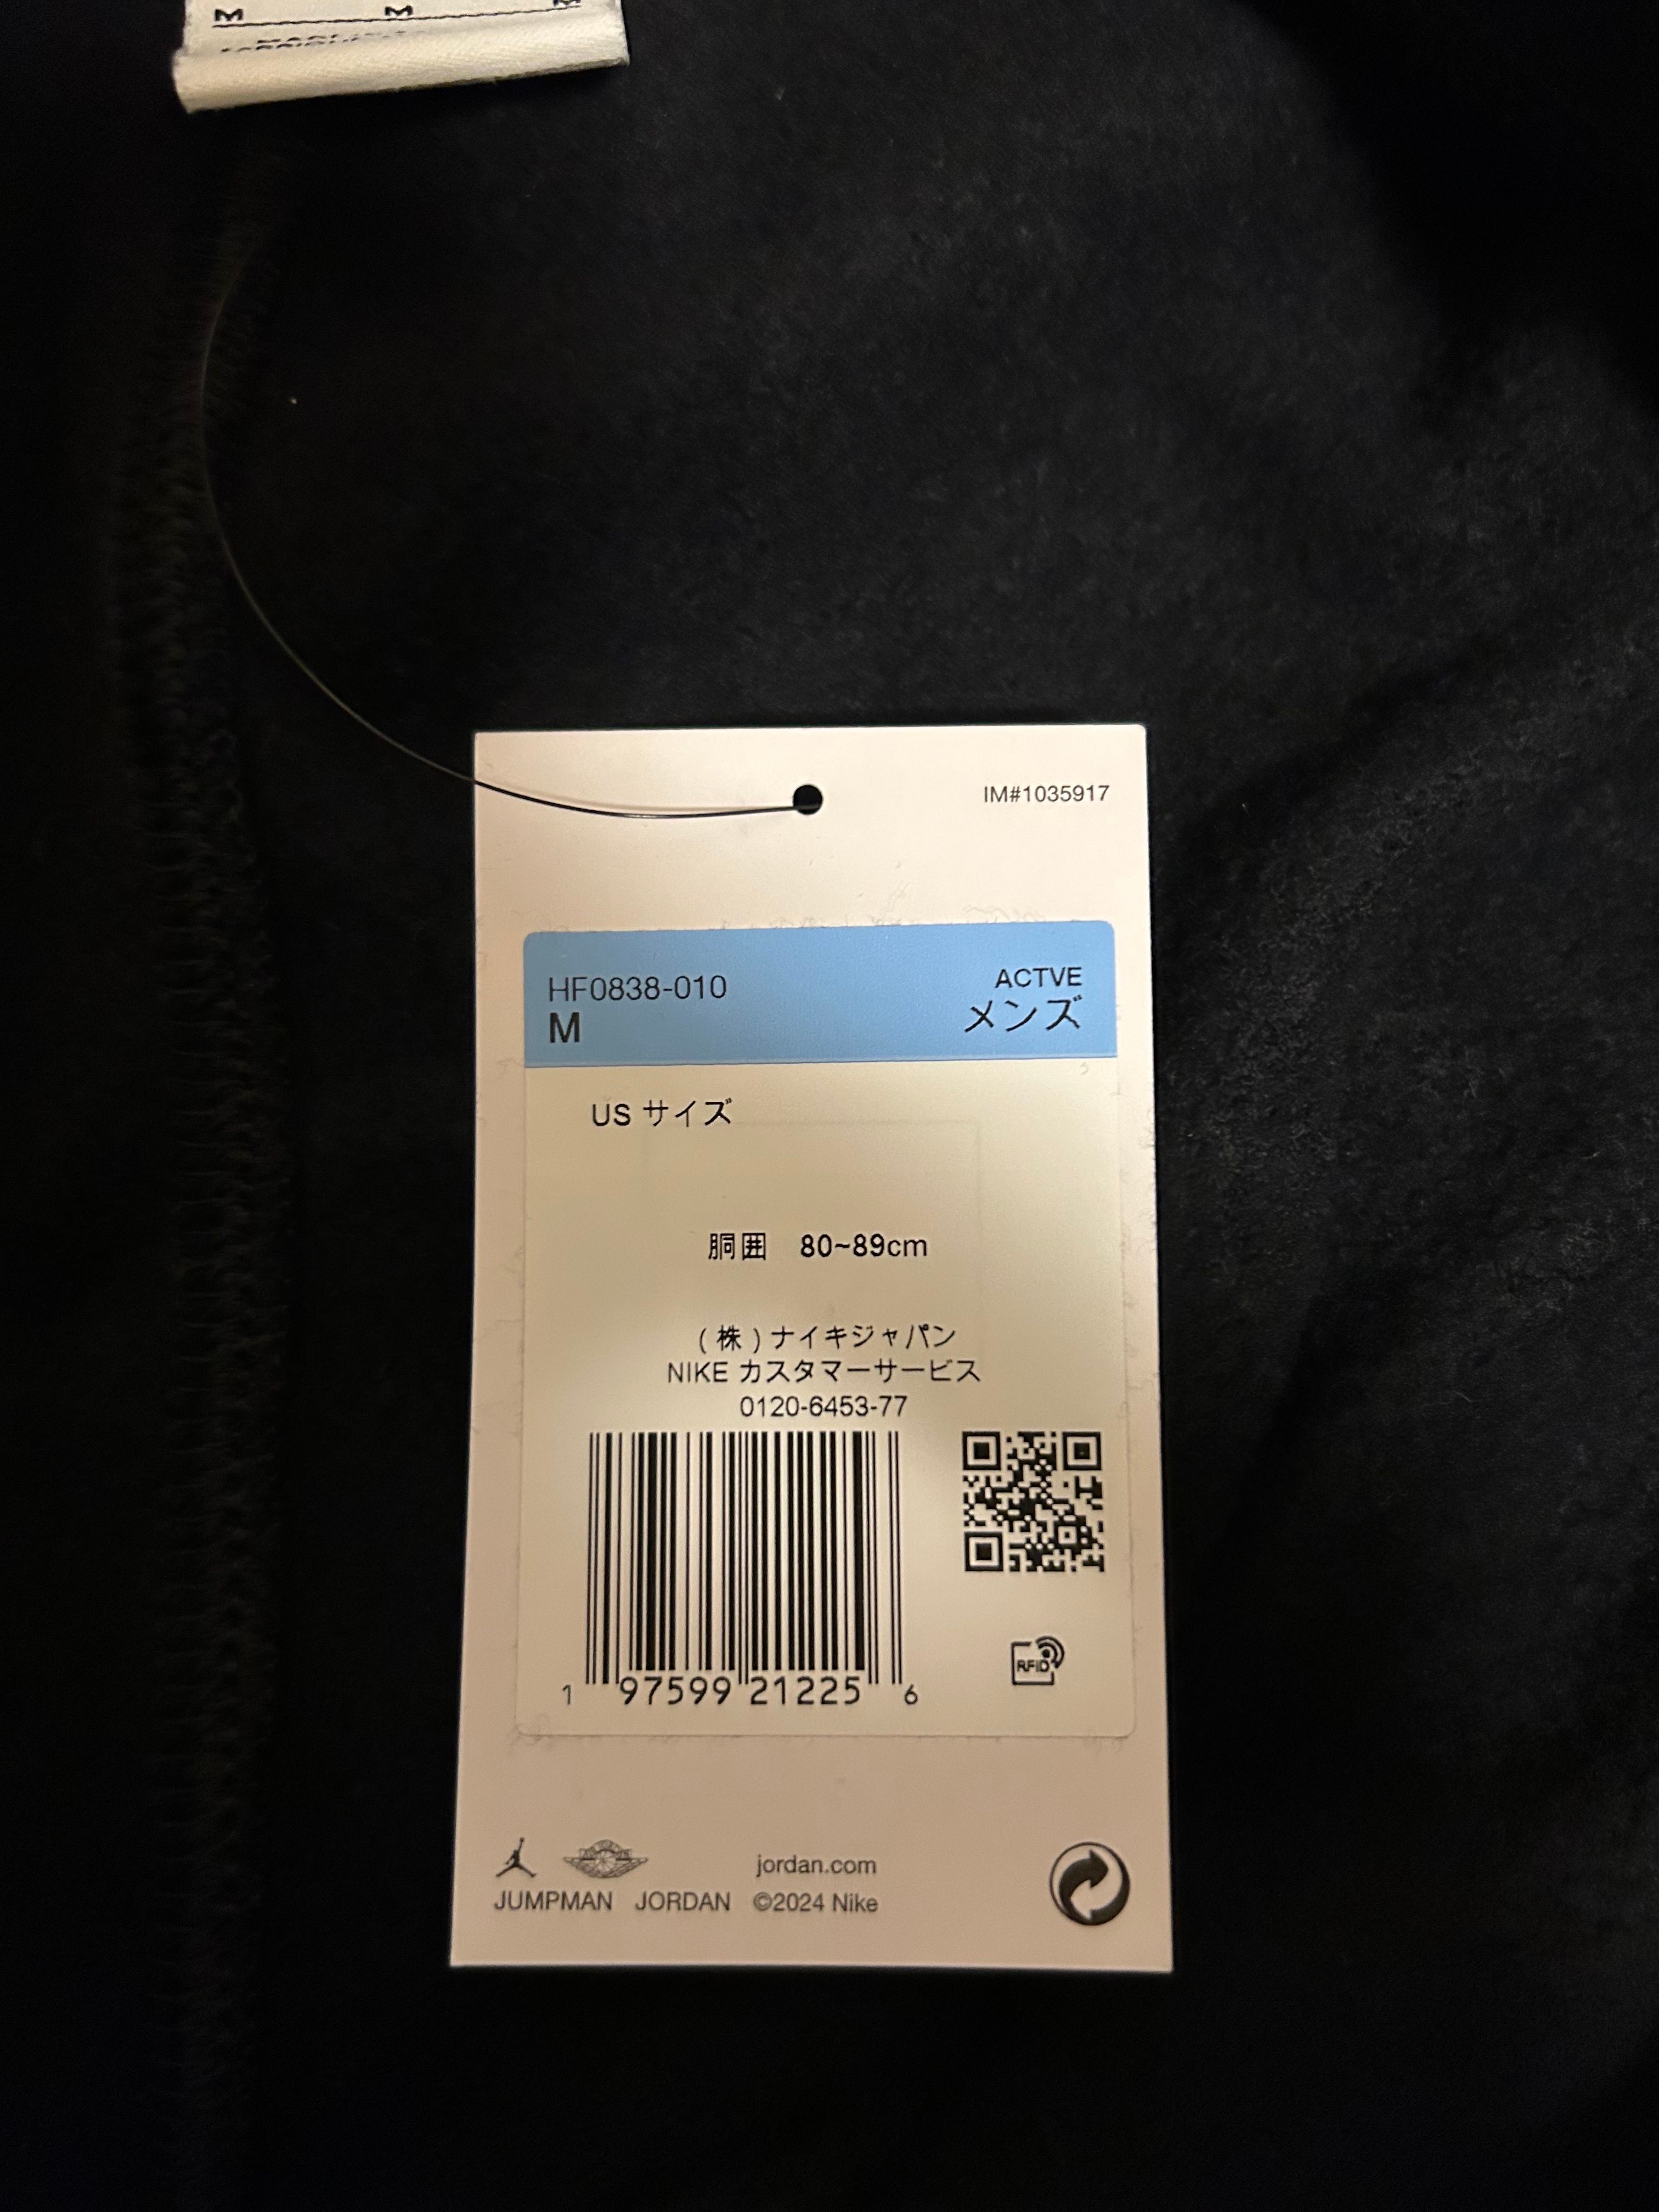 M M M
IM#1035917
HF0838-010
M
ACTVE
メンズ
US サイズ
胴囲 80~89cm
(株)ナイキジャパン
NIKE カスタマーサービス
0120-6453-77
1 97599 21225 6
RFID
jordan.com
JUMPMAN JORDAN ©2024 Nike